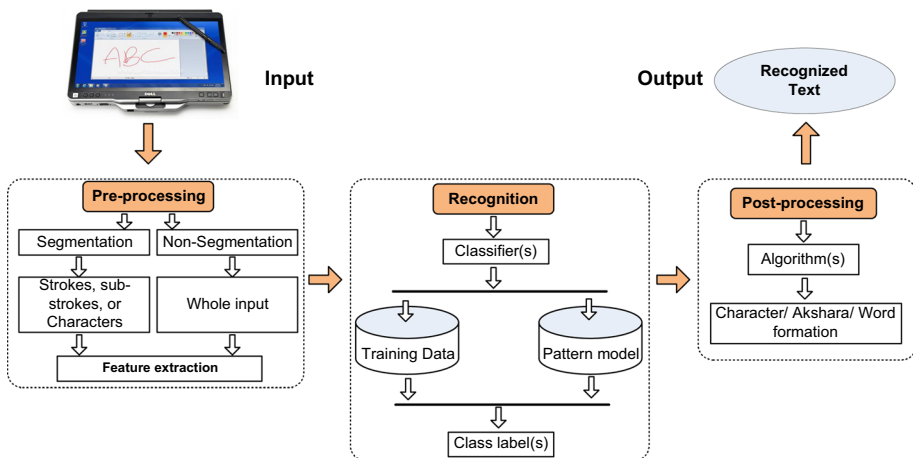 ABC
DELL
Input
Output
Recognized
Text
Pre-processing
Segmentation
Non-Segmentation
Strokes, sub-
strokes, or
Characters
Whole input
Feature extraction
Recognition
Classifier(s)
Training Data
Pattern model
Class label(s)
Post-processing
Algorithm(s)
Character/ Akshara/ Word
formation